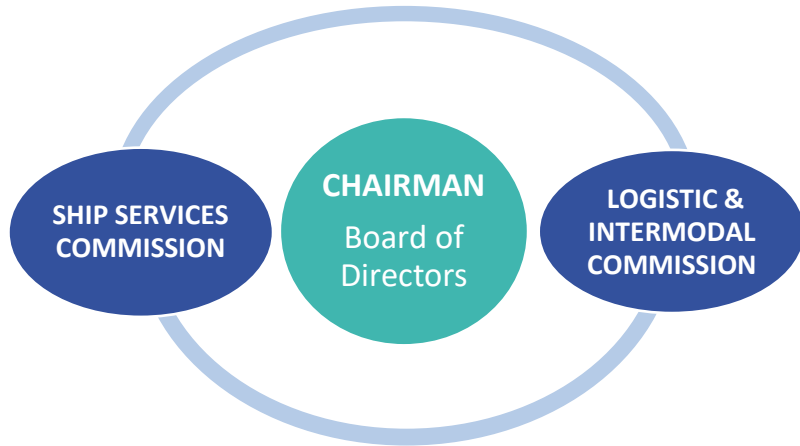 SHIP SERVICES
COMMISSION
CHAIRMAN
Board of
Directors
LOGISTIC &
INTERMODAL
COMMISSION